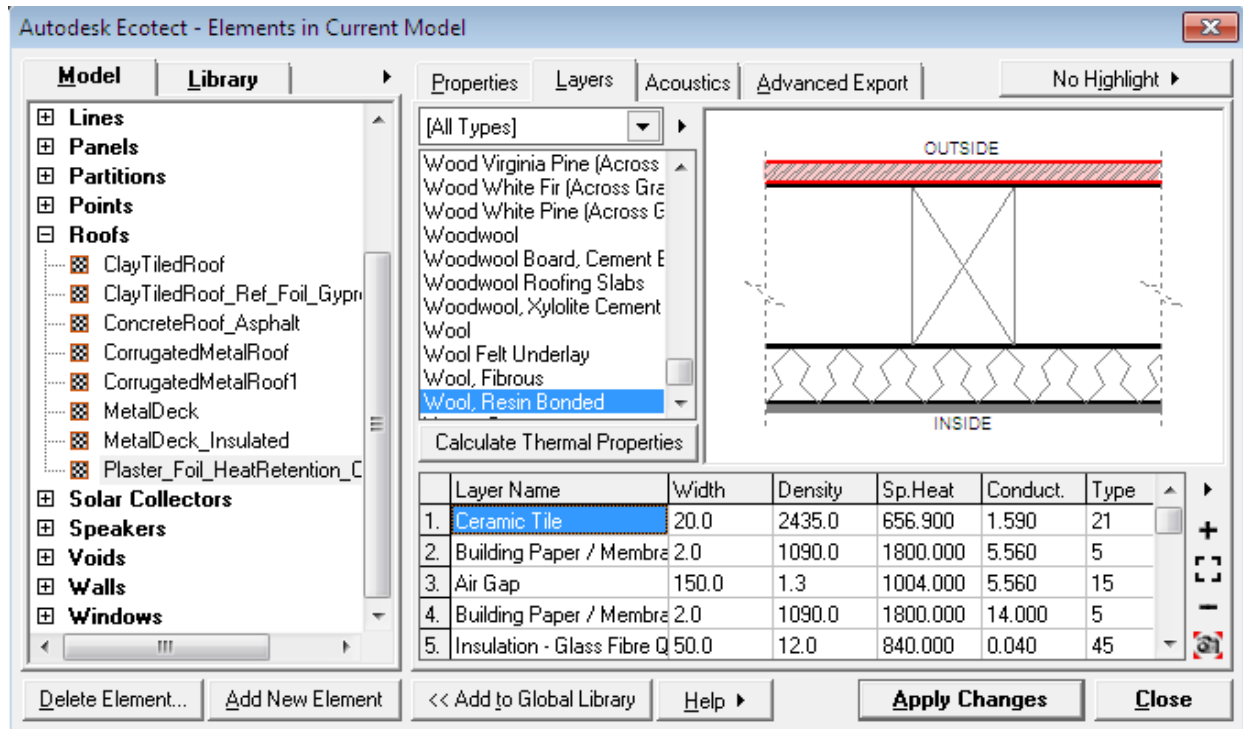 Autodesk Ecotect - Elements in Current Model
Model
Library
Lines
Panels
Partitions
Points
Roofs
ClayTiledRoof
ClayTiledRoof_Ref_Foil_Gypr
ConcreteRoof_Asphalt
CorrugatedMetalRoof
CorrugatedMetalRoof1
MetalDeck
MetalDeck_Insulated
Plaster_Foil_HeatRetention_C
Solar Collectors
Speakers
Voids
Walls
Windows
Delete Element...
Add New Element
Properties
Layers
Acoustics
Advanced Export
No Highlight
[All Types]
Wood Virginia Pine (Across
Wood White Fir (Across Gra
Wood White Pine (Across G
Woodwool
Woodwool Board, Cement B
Woodwool Roofing Slabs
Woodwool, Xylolite Cement
Wool
Wool Felt Underlay
Wool, Fibrous
Wool, Resin Bonded
Calculate Thermal Properties
OUTSIDE
INSIDE
Layer Name Width Density Sp.Heat Conduct. Type
1. Ceramic Tile 20.0 2435.0 656.900 1.590 21
2. Building Paper / Membra 2.0 1090.0 1800.000 5.560 5
3. Air Gap 150.0 1.3 1004.000 5.560 15
4. Building Paper / Membra 2.0 1090.0 1800.000 14.000 5
5. Insulation - Glass Fibre Q 50.0 12.0 840.000 0.040 45
<< Add to Global Library
Help
Apply Changes
Close